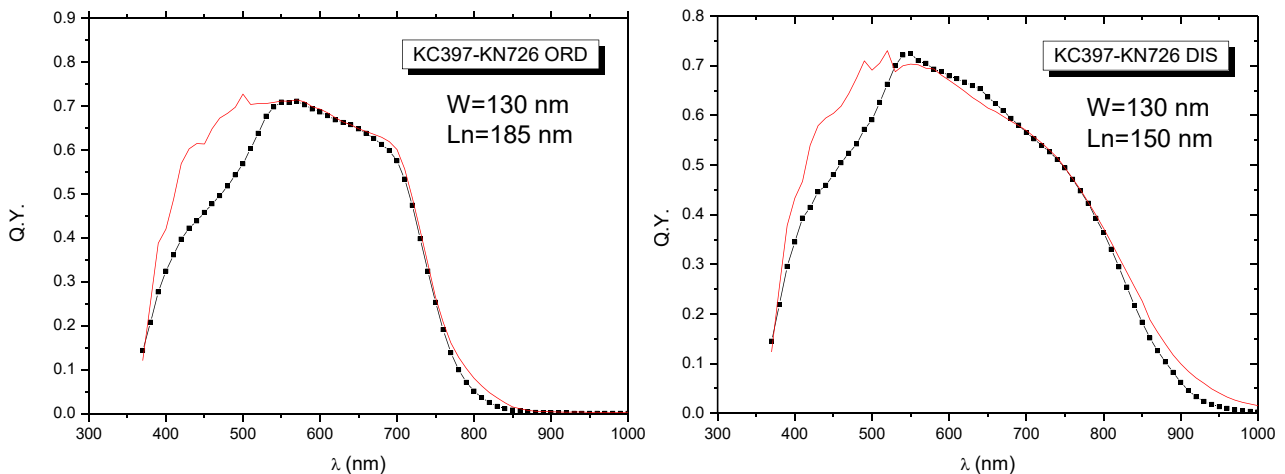 KC397-KN726 ORD
W=130 nm
Ln=185 nm
Q.Y.
0.9
0.8
0.7
0.6
0.5
0.4
0.3
0.2
0.1
0.0
300 400 500 600 700 800 900 1000
λ (nm)
KC397-KN726 DIS
W=130 nm
Ln=150 nm
Q.Y.
0.8
0.7
0.6
0.5
0.4
0.3
0.2
0.1
0.0
300 400 500 600 700 800 900 1000
λ (nm)